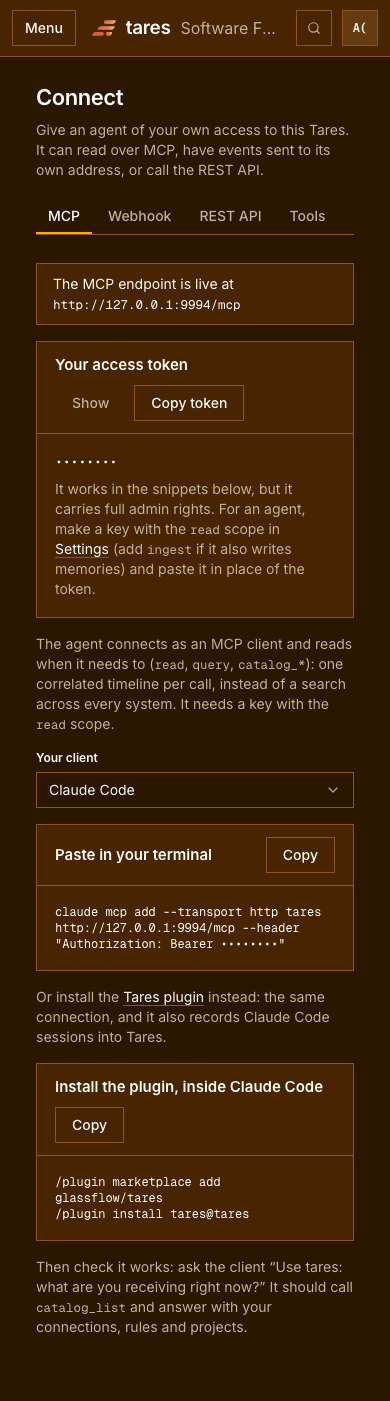 Menu
tares
Software F...
A(
Connect
Give an agent of your own access to this Tares.
It can read over MCP, have events sent to its
own address, or call the REST API.
MCP
Webhook
REST API
Tools
The MCP endpoint is live at
http://127.0.0.1:9994/mcp
Your access token
Show
Copy token
••••••••
It works in the snippets below, but it
carries full admin rights. For an agent,
make a key with the read scope in
Settings (add ingest if it also writes
memories) and paste it in place of the
token.
The agent connects as an MCP client and reads
when it needs to (read, query, catalog_*): one
correlated timeline per call, instead of a search
across every system. It needs a key with the
read scope.
Your client
Claude Code
Paste in your terminal
Copy
claude mcp add --transport http tares
http://127.0.0.1:9994/mcp --header
"Authorization: Bearer ••••••••"
Or install the Tares plugin instead: the same
connection, and it also records Claude Code
sessions into Tares.
Install the plugin, inside Claude Code
Copy
/plugin marketplace add
glassflow/tares
/plugin install tares@tares
Then check it works: ask the client “Use tares:
what are you receiving right now?” It should call
catalog_list and answer with your
connections, rules and projects.